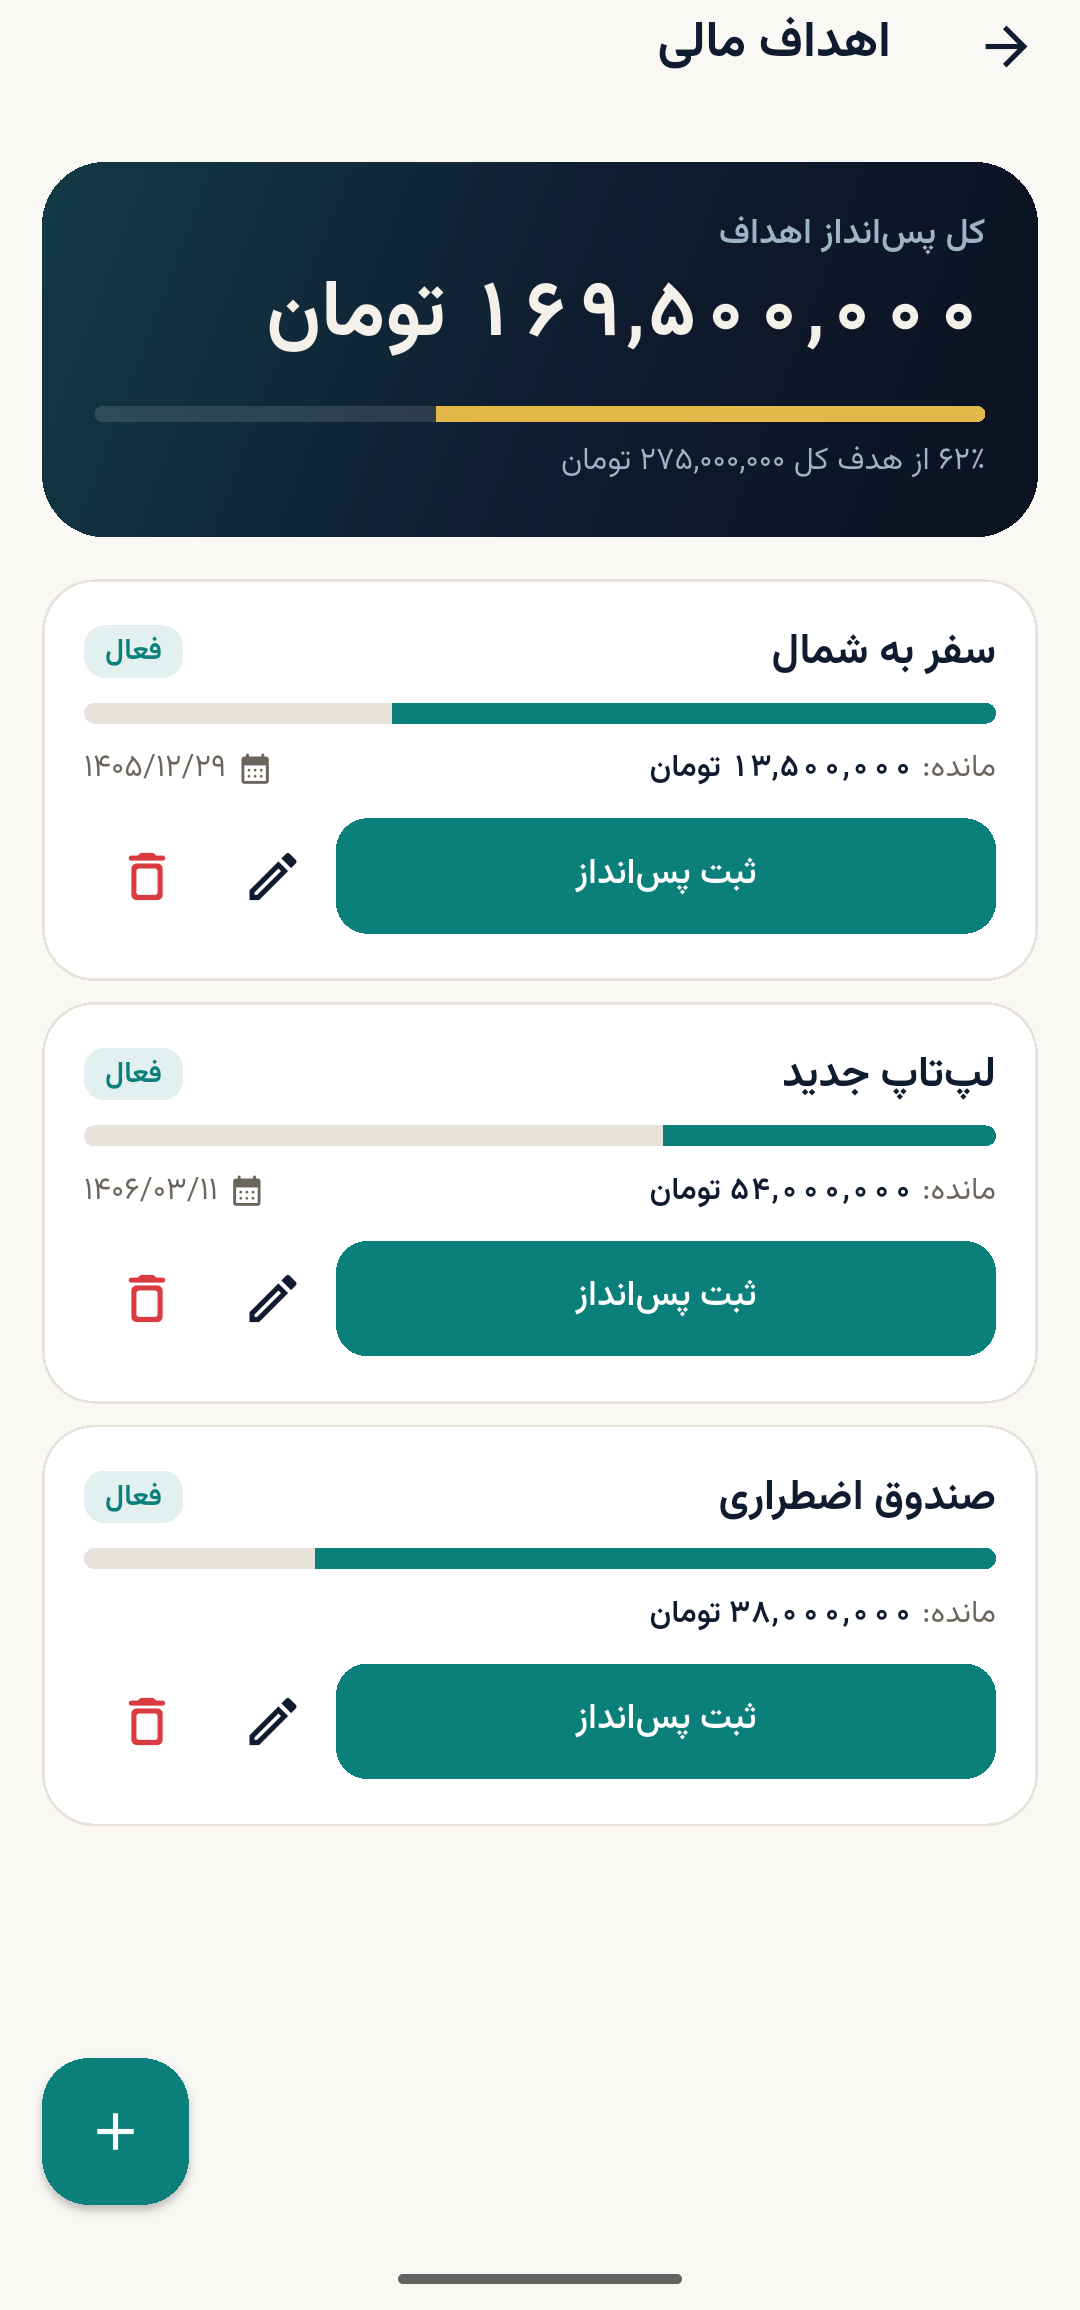 اهداف مالی
کل پس‌انداز اهداف
۱۶۹,۵۰۰,۰۰۰ تومان
۶۲٪ از هدف کل ۲۷۵,۰۰۰,۰۰۰ تومان
سفر به شمال
فعال
مانده: ۱۳,۵۰۰,۰۰۰ تومان
۱۴۰۵/۱۲/۲۹
ثبت پس‌انداز
لپ‌تاپ جدید
فعال
مانده: ۵۴,۰۰۰,۰۰۰ تومان
۱۴۰۶/۰۳/۱۱
ثبت پس‌انداز
صندوق اضطراری
فعال
مانده: ۳۸,۰۰۰,۰۰۰ تومان
ثبت پس‌انداز